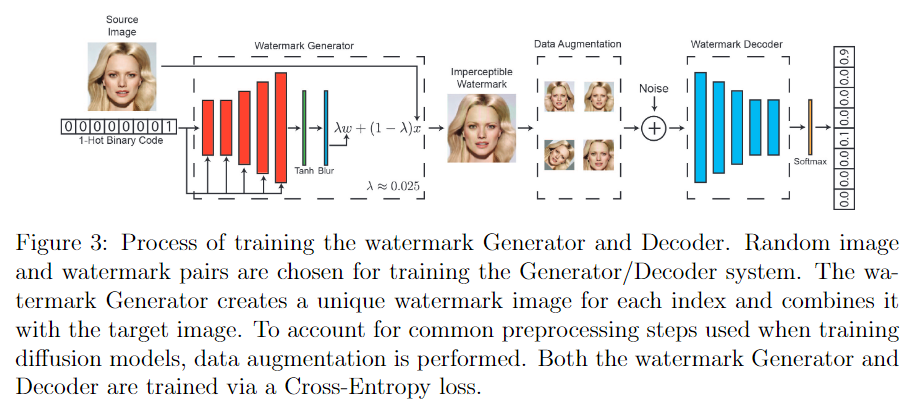 Source
Image
Watermark Generator
Data Augmentation
Watermark Decoder
Imperceptible
Watermark
Noise
0 0 0 0 0 0 0 1
1-Hot Binary Code
λw + (1 − λ)x
Tanh Blur
λ ≈ 0.025
Softmax
0.0 0.0 0.0 0.1 0.0 0.0 0.0 0.9
Figure 3: Process of training the watermark Generator and Decoder. Random image
and watermark pairs are chosen for training the Generator/Decoder system. The wa-
termark Generator creates a unique watermark image for each index and combines it
with the target image. To account for common preprocessing steps used when training
diffusion models, data augmentation is performed. Both the watermark Generator and
Decoder are trained via a Cross-Entropy loss.